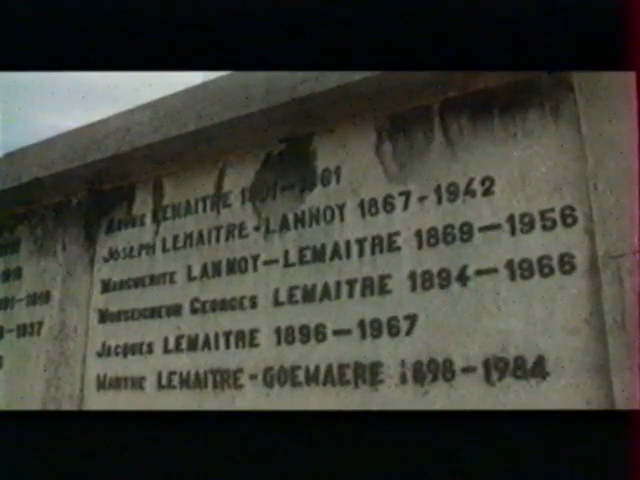 LEMAITRE
JOSEPH LEMAITRE-LANNOY 1867-1942
MARGUERITE LANNOY-LEMAITRE 1869-1956
MONSEIGNEUR GEORGES LEMAITRE 1894-1966
JACQUES LEMAITRE 1896-1967
MARTHE LEMAITRE-GOEMAERE 1898-1984